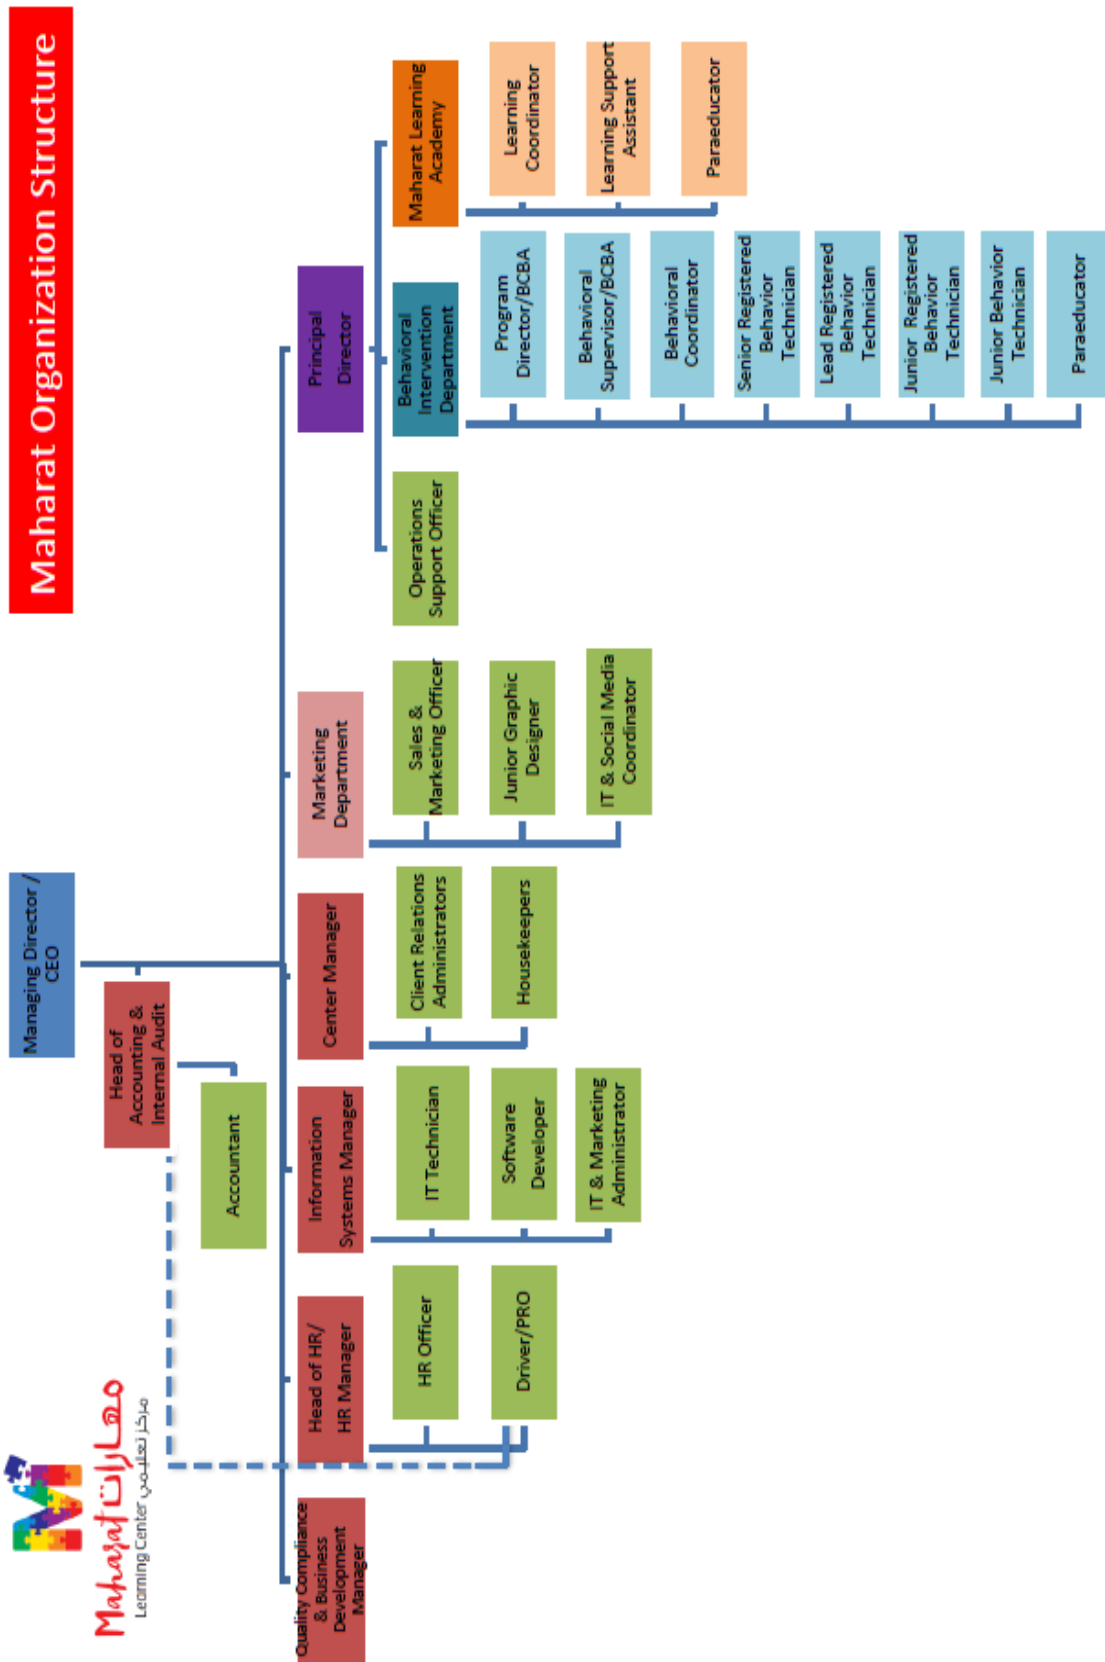 Maharat Organization Structure
Maharat مهارات
Learning Center مركز تعليمي
Managing Director /
CEO
Head of
Accounting &
Internal Audit
Accountant
Quality Compliance
& Business
Development
Manager
Head of HR/
HR Manager
HR Officer
Driver/PRO
Information
Systems Manager
IT Technician
Software
Developer
IT & Marketing
Administrator
Center Manager
Client Relations
Administrators
Housekeepers
Marketing
Department
Sales &
Marketing Officer
Junior Graphic
Designer
IT & Social Media
Coordinator
Principal
Director
Operations
Support Officer
Behavioral
Intervention
Department
Program
Director/BCBA
Behavioral
Supervisor/BCBA
Behavioral
Coordinator
Senior Registered
Behavior
Technician
Lead Registered
Behavior
Technician
Junior Registered
Behavior
Technician
Junior Behavior
Technician
Paraeducator
Maharat Learning
Academy
Learning
Coordinator
Learning Support
Assistant
Paraeducator